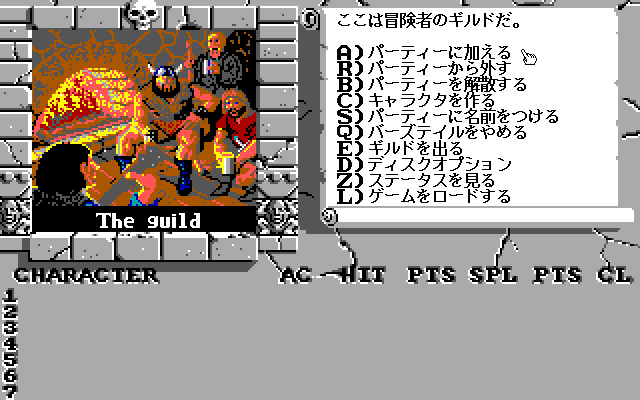 ここは冒険者のギルドだ。
A)パーティーに加える
R)パーティーから外す
B)パーティーを解散する
C)キャラクタを作る
S)パーティーに名前をつける
Q)バーズテイルをやめる
E)ギルドを出る
D)ディスクオプション
Z)ステータスを見る
L)ゲームをロードする
The guild
CHARACTER AC HIT PTS SPL PTS CL
1
2
3
4
5
6
7